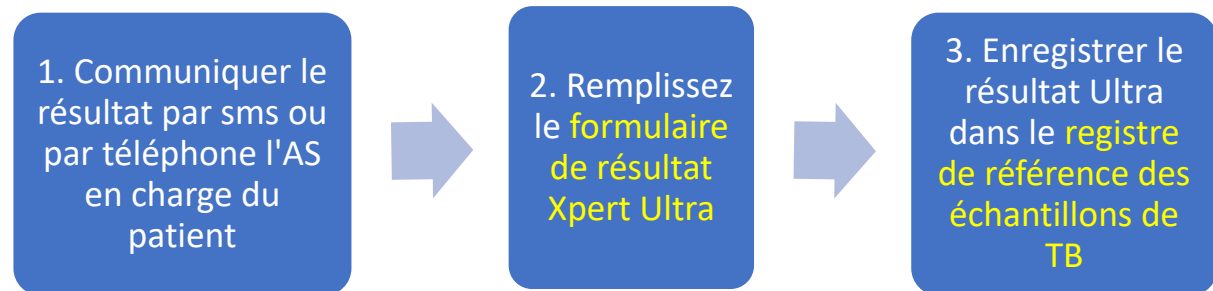 1. Communiquer le
résultat par sms ou
par téléphone l'AS
en charge du
patient
2. Remplissez
le formulaire
de résultat
Xpert Ultra
3. Enregistrer le
résultat Ultra
dans le registre
de référence des
échantillons de
TB